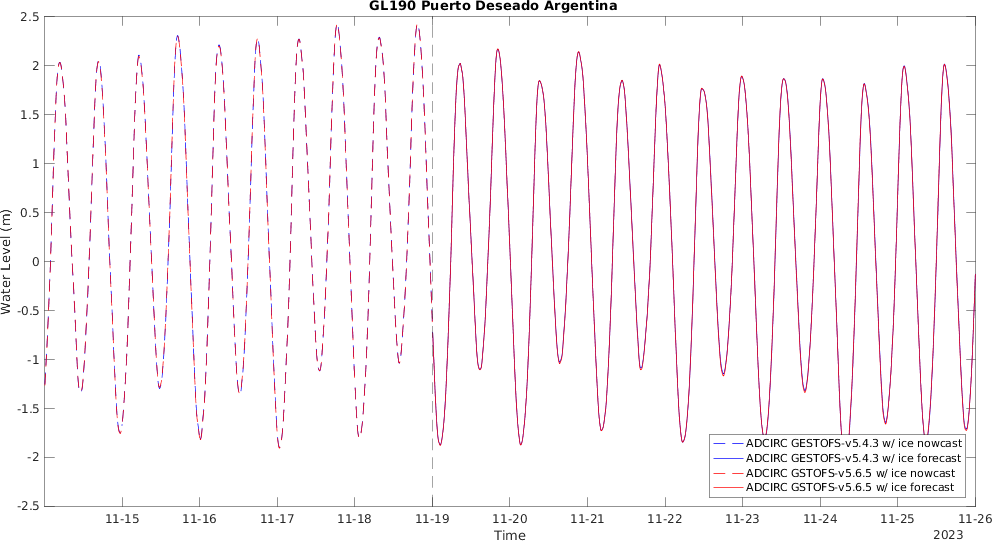 GL190 Puerto Deseado Argentina
Water Level (m)
2.5
2
1.5
1
0.5
0
-0.5
-1
-1.5
-2
-2.5
ADCIRC GESTOFS-v5.4.3 w/ ice nowcast
ADCIRC GESTOFS-v5.4.3 w/ ice forecast
ADCIRC GSTOFS-v5.6.5 w/ ice nowcast
ADCIRC GSTOFS-v5.6.5 w/ ice forecast
11-15 11-16 11-17 11-18 11-19 11-20 11-21 11-22 11-23 11-24 11-25 11-26
Time
2023